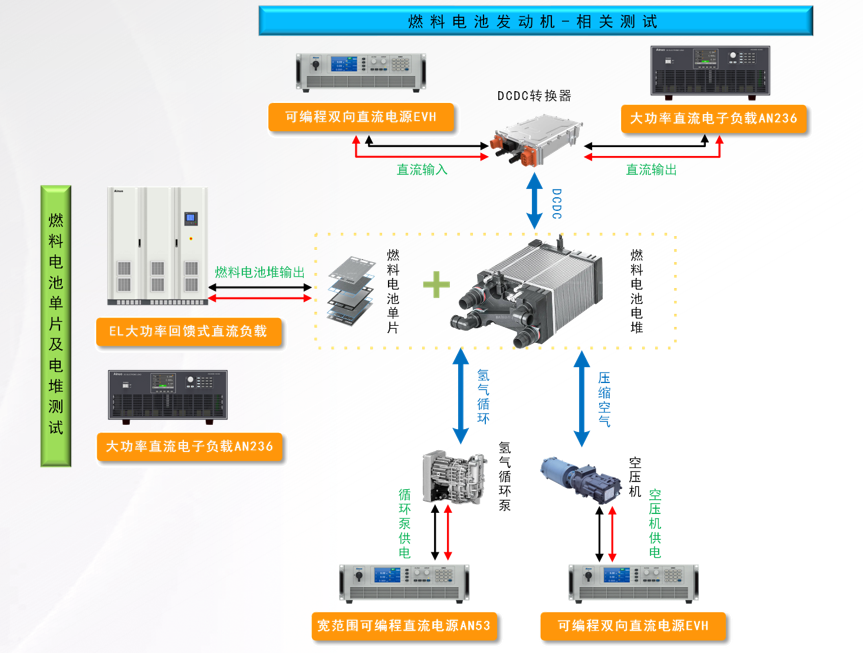 燃料电池发动机-相关测试
DCDC转换器
可编程双向直流电源EVH
大功率直流电子负载AN236
直流输入
直流输出
DCDC
燃料电池单片及电堆测试
燃料电池堆输出
燃料电池单片
燃料电池电堆
EL大功率回馈式直流负载
大功率直流电子负载AN236
氢气循环
压缩空气
氢气循环泵
空压机
循环泵供电
空压机供电
宽范围可编程直流电源AN53
可编程双向直流电源EVH